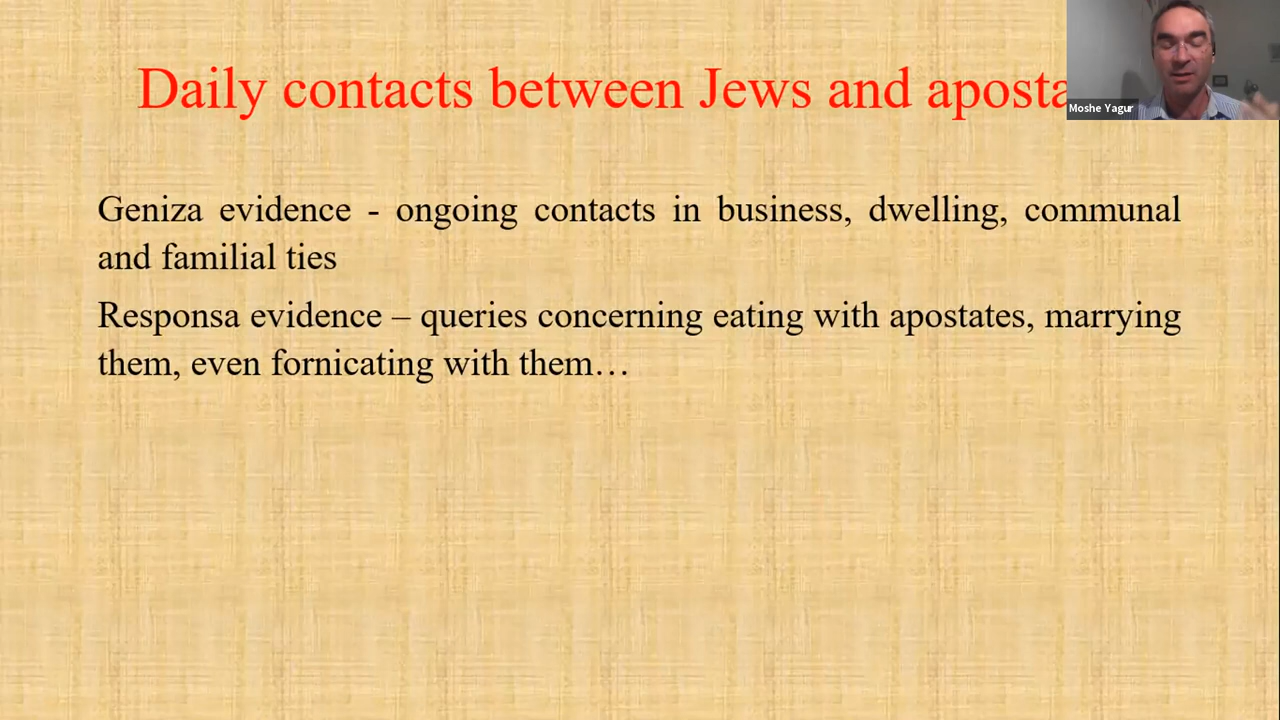 Daily contacts between Jews and
Moshe Yagur
Geniza evidence - ongoing contacts in business, dwelling, communal
and familial ties
Responsa evidence – queries concerning eating with apostates, marrying
them, even fornicating with them…